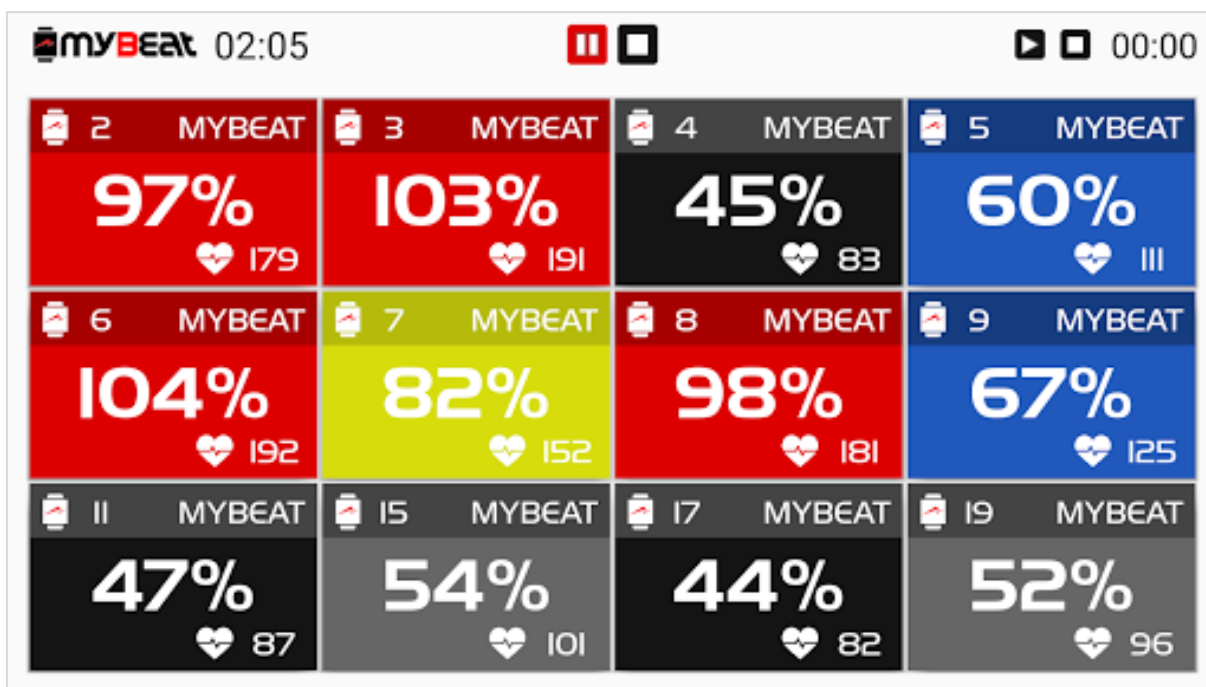 myBEat 02:05 00:00
2 MYBEAT
97%
179
3 MYBEAT
103%
191
4 MYBEAT
45%
83
5 MYBEAT
60%
111
6 MYBEAT
104%
192
7 MYBEAT
82%
152
8 MYBEAT
98%
181
9 MYBEAT
67%
125
11 MYBEAT
47%
87
15 MYBEAT
54%
101
17 MYBEAT
44%
82
19 MYBEAT
52%
96